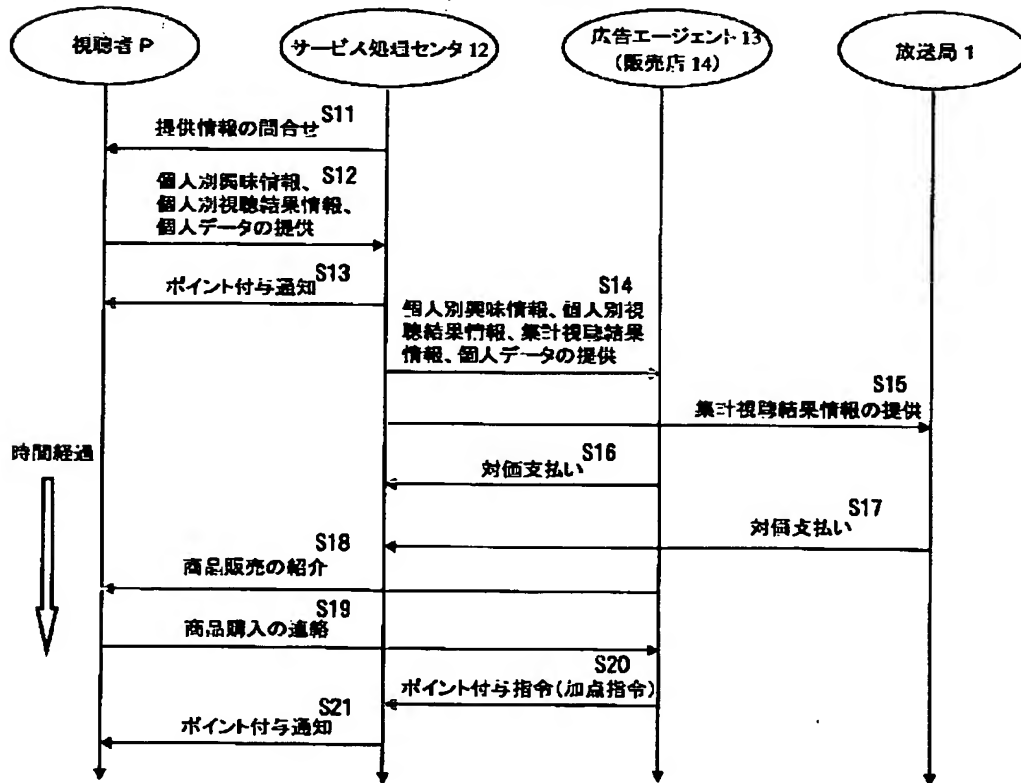 視聴者 P
サービス処理センタ 12
広告エージェント 13
(販売店 14)
放送局 1
S11
提供情報の問合せ
S12
個人別興味情報、
個人別視聴結果情報、
個人データの提供
S13
ポイント付与通知
S14
個人別興味情報、個人別視
聴結果情報、集計視聴結果
情報、個人データの提供
S15
集計視聴結果情報の提供
時間経過
S16
対価支払い
S17
対価支払い
S18
商品販売の紹介
S19
商品購入の連絡
S20
ポイント付与指令(加点指令)
S21
ポイント付与通知